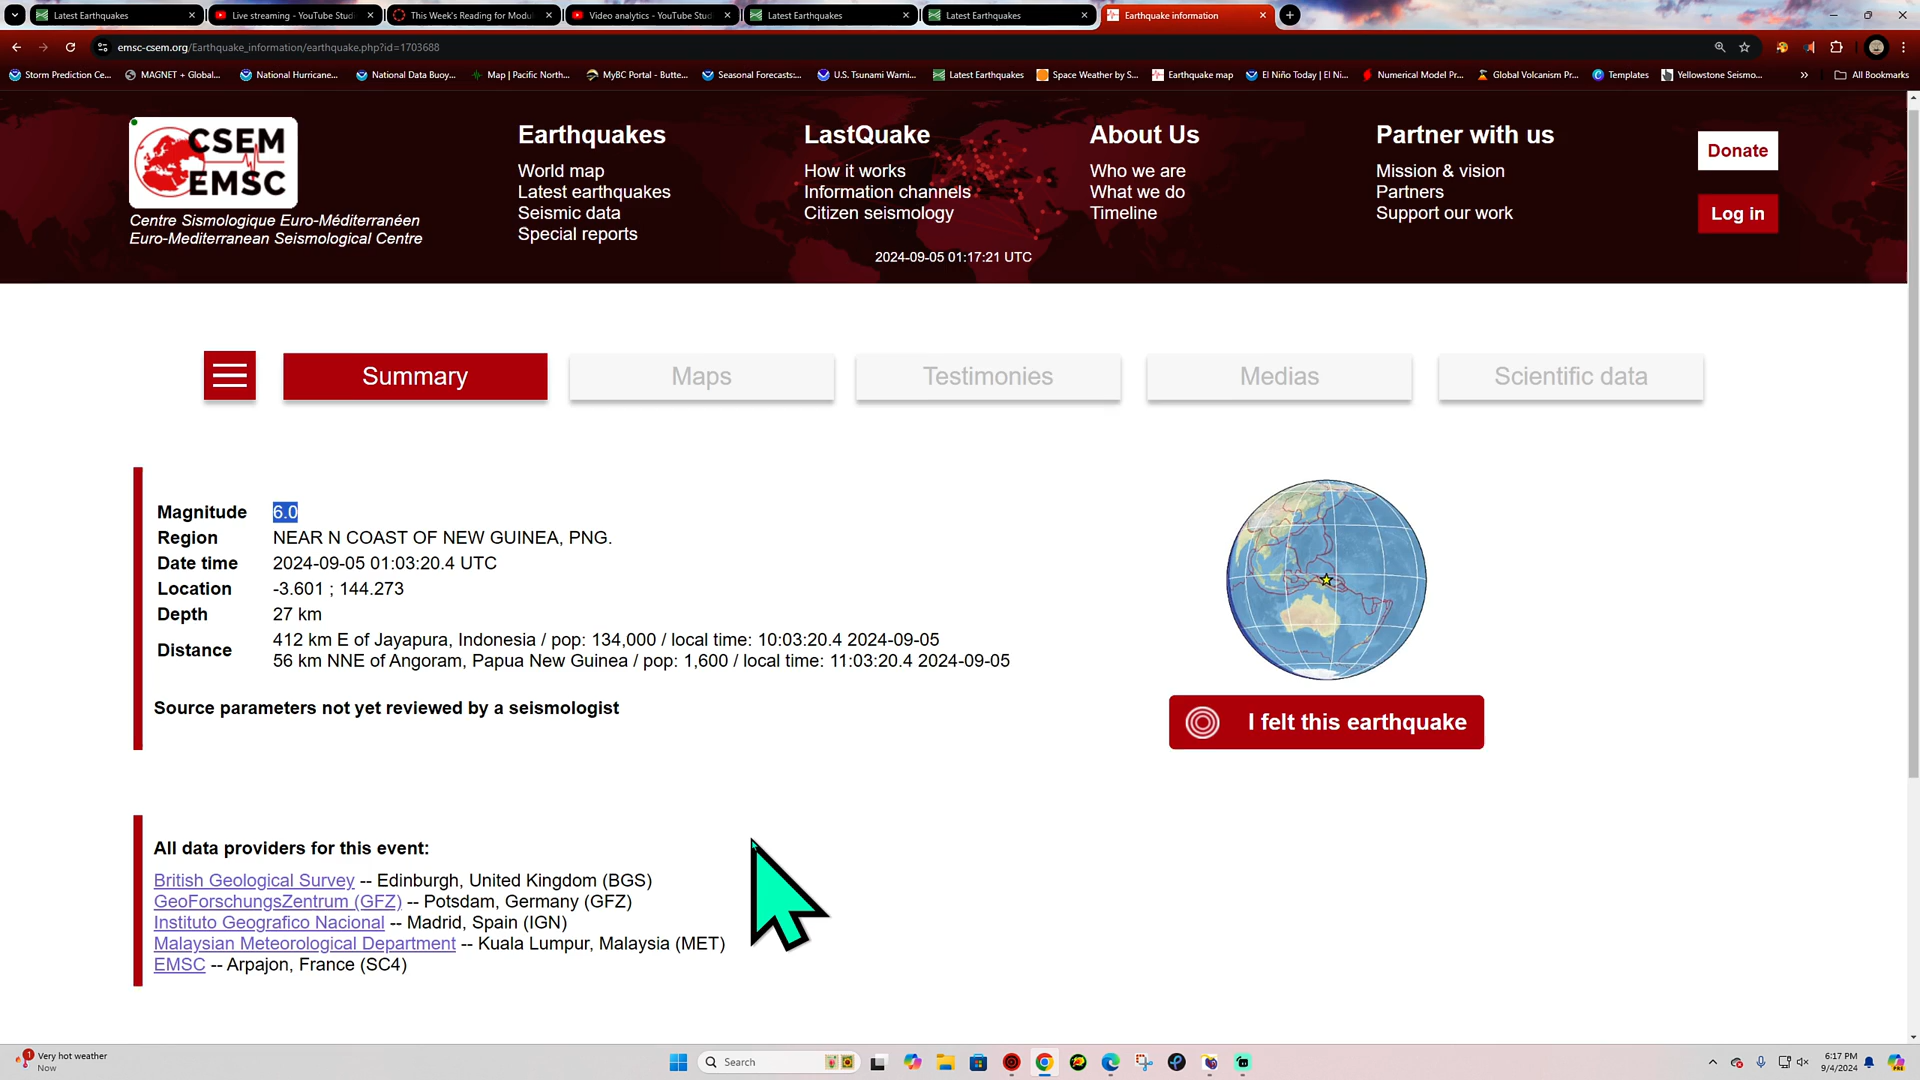 Latest Earthquakes
Live streaming - YouTube Stud
This Week's Reading for Modul
Video analytics - YouTube Stud
Latest Earthquakes
Latest Earthquakes
Earthquake information
emsc-csem.org/Earthquake_information/earthquake.php?id=1703688
Storm Prediction Ce...
MAGNET + Global...
National Hurricane...
National Data Buoy...
Map | Pacific North...
MyBC Portal - Butte...
Seasonal Forecasts:...
U.S. Tsunami Warni...
Latest Earthquakes
Space Weather by S...
Earthquake map
El Niño Today | El Ni...
Numerical Model Pr...
Global Volcanism Pr...
Templates
Yellowstone Seismo...
»
All Bookmarks
CSEM
EMSC
Centre Sismologique Euro-Méditerranéen
Euro-Mediterranean Seismological Centre
Earthquakes
World map
Latest earthquakes
Seismic data
Special reports
LastQuake
How it works
Information channels
Citizen seismology
About Us
Who we are
What we do
Timeline
Partner with us
Mission & vision
Partners
Support our work
Donate
Log in
2024-09-05 01:17:21 UTC
Summary
Maps
Testimonies
Medias
Scientific data
Magnitude 6.0
Region NEAR N COAST OF NEW GUINEA, PNG.
Date time 2024-09-05 01:03:20.4 UTC
Location -3.601 ; 144.273
Depth 27 km
Distance 412 km E of Jayapura, Indonesia / pop: 134,000 / local time: 10:03:20.4 2024-09-05
56 km NNE of Angoram, Papua New Guinea / pop: 1,600 / local time: 11:03:20.4 2024-09-05
Source parameters not yet reviewed by a seismologist
I felt this earthquake
All data providers for this event:
British Geological Survey -- Edinburgh, United Kingdom (BGS)
GeoForschungsZentrum (GFZ) -- Potsdam, Germany (GFZ)
Instituto Geografico Nacional -- Madrid, Spain (IGN)
Malaysian Meteorological Department -- Kuala Lumpur, Malaysia (MET)
EMSC -- Arpajon, France (SC4)
1
Very hot weather
Now
Search
6:17 PM
9/4/2024
PRE